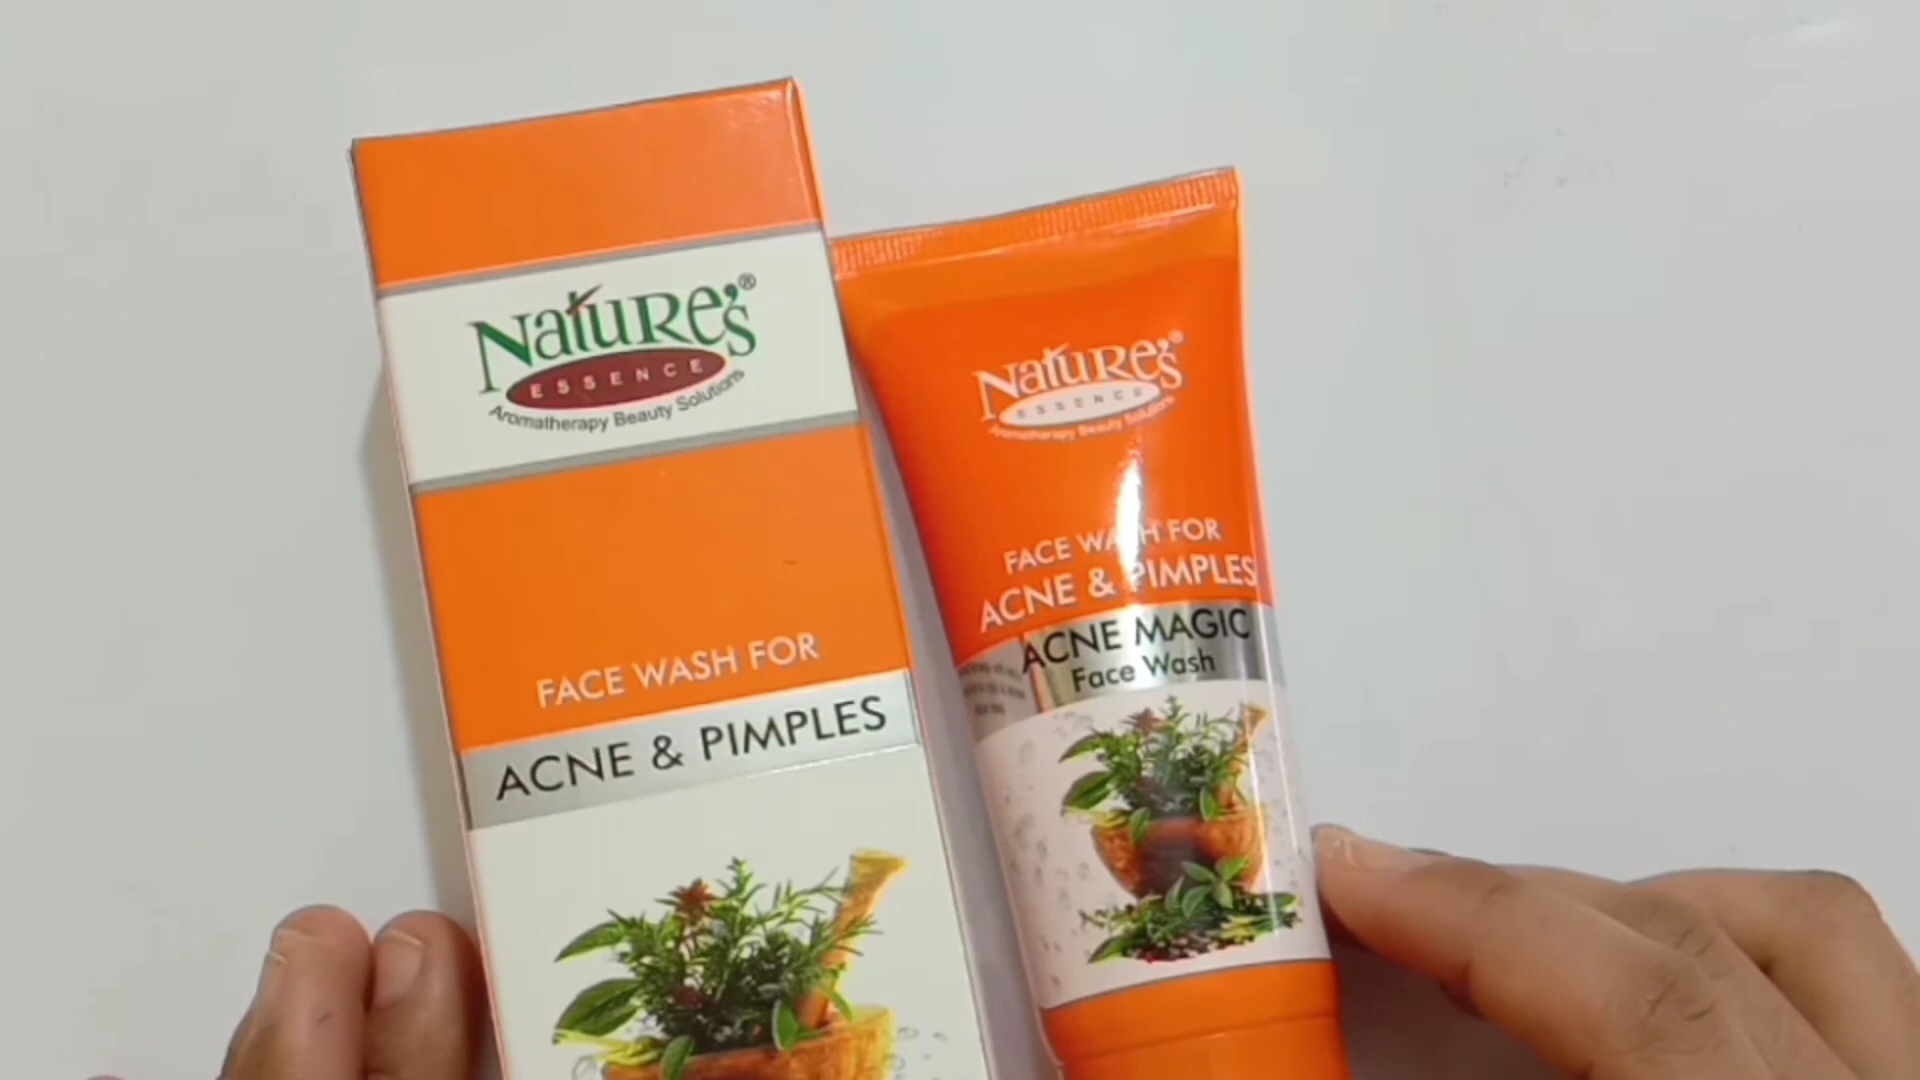 Nature's®
ESSENCE
Aromatherapy Beauty Solutions
FACE WASH FOR
ACNE & PIMPLES
Nature's®
ESSENCE
Aromatherapy Beauty Solutions
FACE WASH FOR
ACNE & PIMPLES
ACNE MAGIC
Face Wash